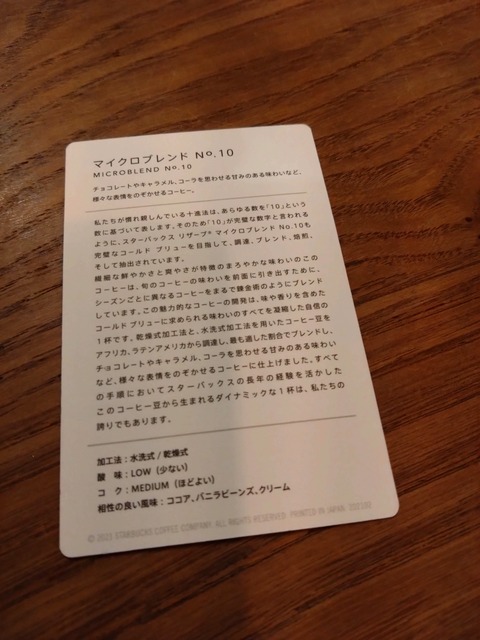 マイクロブレンド No.10
MICROBLEND No.10
チョコレートやキャラメル、コーラを思わせる甘みのある味わいなど、
様々な表情をのぞかせるコーヒー。
私たちが慣れ親しんでいる十進法は、あらゆる数を「10」という
数に基づいて表します。そのため「10」が完璧な数字と言われる
ように、スターバックス リザーブ® マイクロブレンド No.10も
完璧なコールド ブリューを目指して、調達、ブレンド、焙煎、
そして抽出されています。
繊細な鮮やかさと爽やかさが特徴のまろやかな味わいのこの
コーヒーは、旬のコーヒーの味わいを前面に引き出すために、
シーズンごとに異なるコーヒーをまるで錬金術のようにブレンド
しています。この魅力的なコーヒーの開発は、味や香りを含めた
コールド ブリューに求められる味わいのすべてを凝縮した自信の
1杯です。乾燥式加工法と、水洗式加工法を用いたコーヒー豆を
アフリカ、ラテンアメリカから調達し、最も適した割合でブレンドし、
チョコレートやキャラメル、コーラを思わせる甘みのある味わい
など、様々な表情をのぞかせるコーヒーに仕上げました。すべて
の手順においてスターバックスの長年の経験を活かした
このコーヒー豆から生まれるダイナミックな1杯は、私たちの
誇りでもあります。
加工法:水洗式/乾燥式
酸 味:LOW(少ない)
コ ク:MEDIUM(ほどよい)
相性の良い風味:ココア、バニラビーンズ、クリーム
STARBUCKS COFFEE COMPANY. ALL RIGHTS RESERVED. PRINTED IN JAPAN.